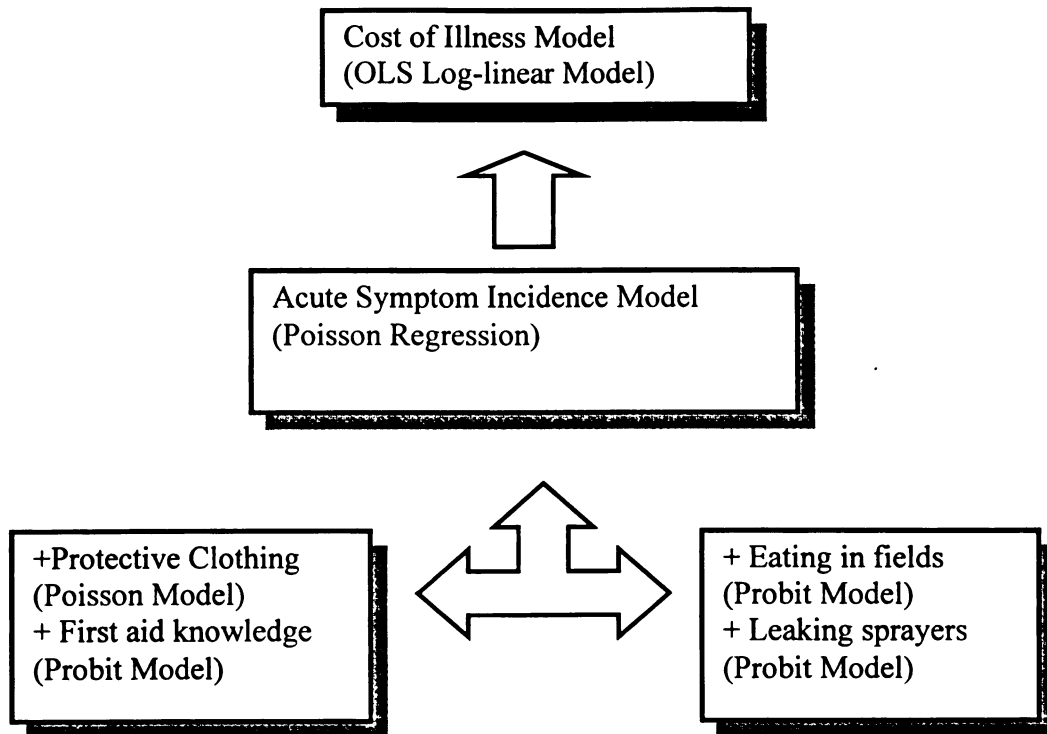 Cost of Illness Model
(OLS Log-linear Model)
Acute Symptom Incidence Model
(Poisson Regression)
+Protective Clothing
(Poisson Model)
+ First aid knowledge
(Probit Model)
+ Eating in fields
(Probit Model)
+ Leaking sprayers
(Probit Model)